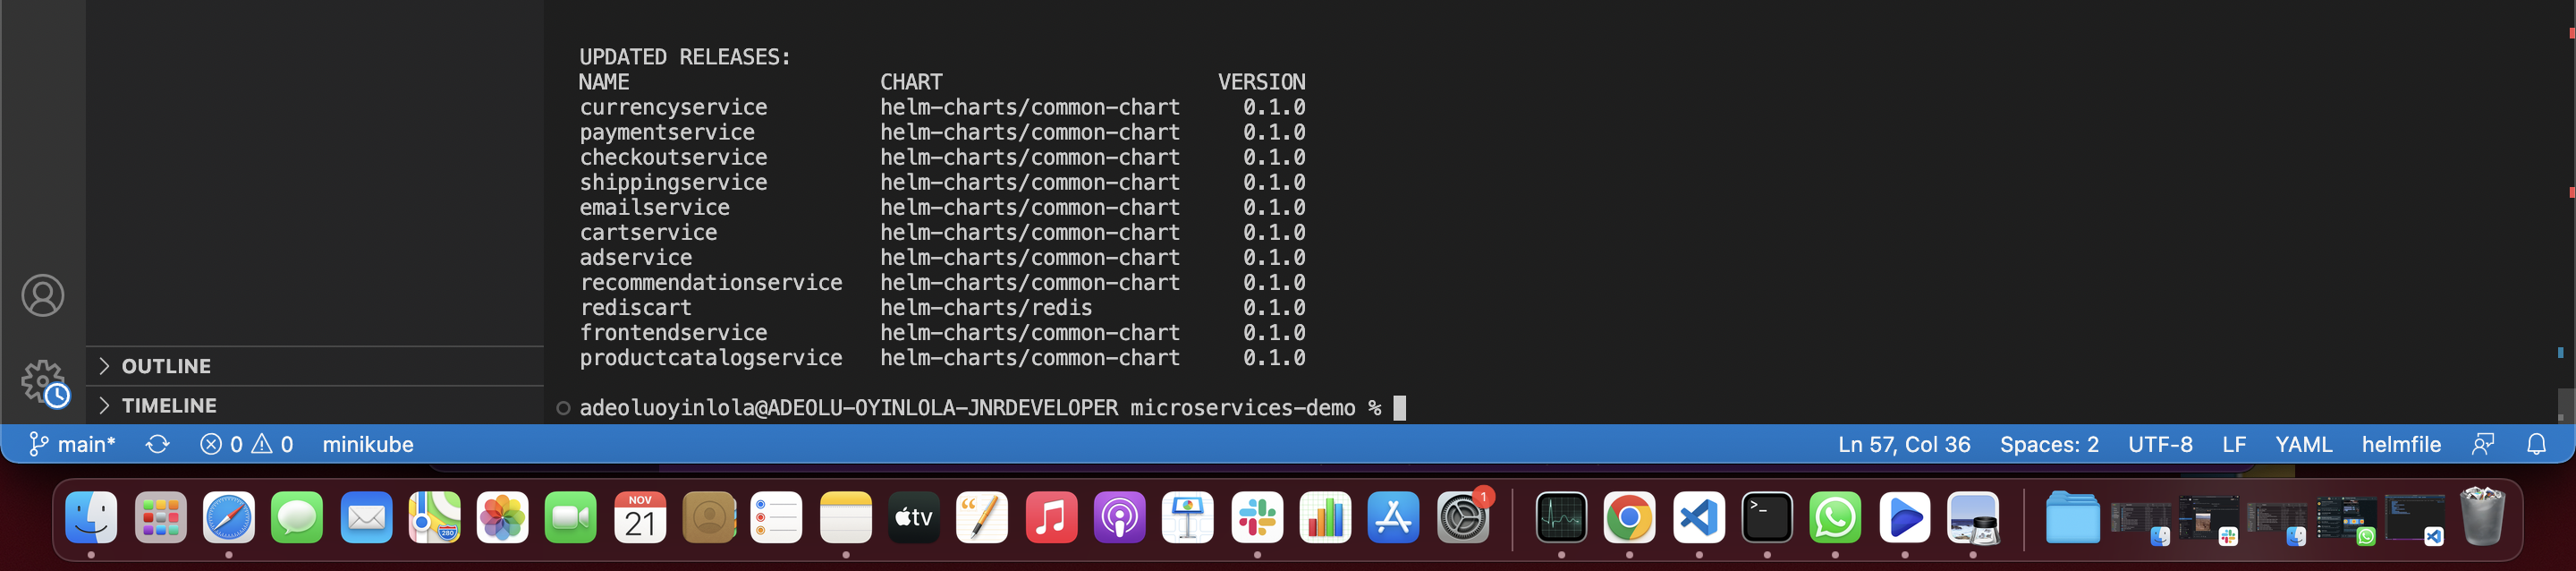 UPDATED RELEASES:
NAME CHART VERSION
currencyservice helm-charts/common-chart 0.1.0
paymentservice helm-charts/common-chart 0.1.0
checkoutservice helm-charts/common-chart 0.1.0
shippingservice helm-charts/common-chart 0.1.0
emailservice helm-charts/common-chart 0.1.0
cartservice helm-charts/common-chart 0.1.0
adservice helm-charts/common-chart 0.1.0
recommendationservice helm-charts/common-chart 0.1.0
rediscart helm-charts/redis 0.1.0
frontendservice helm-charts/common-chart 0.1.0
productcatalogservice helm-charts/common-chart 0.1.0
OUTLINE
TIMELINE
adeoluoyinlola@ADEOLU-OYINLOLA-JNRDEVELOPER microservices-demo %
main* 0 0 minikube Ln 57, Col 36 Spaces: 2 UTF-8 LF YAML helmfile
280
NOV
21
tv
1
>_